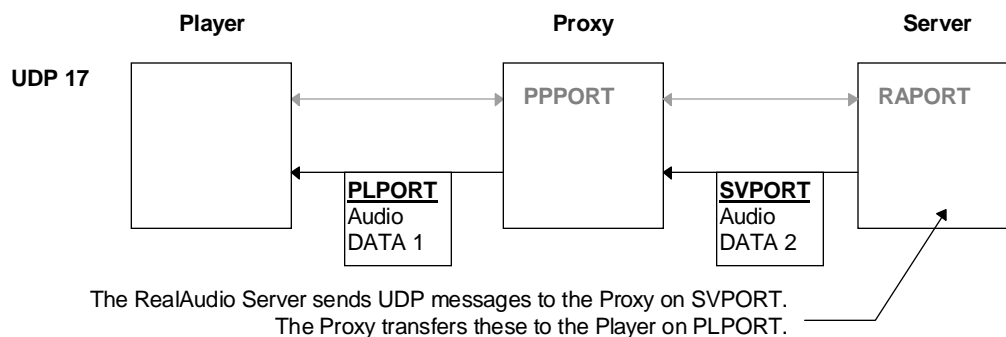 Player Proxy Server
UDP 17
PPPORT RAPORT
PLPORT SVPORT
Audio Audio
DATA 1 DATA 2
The RealAudio Server sends UDP messages to the Proxy on SVPORT.
The Proxy transfers these to the Player on PLPORT.